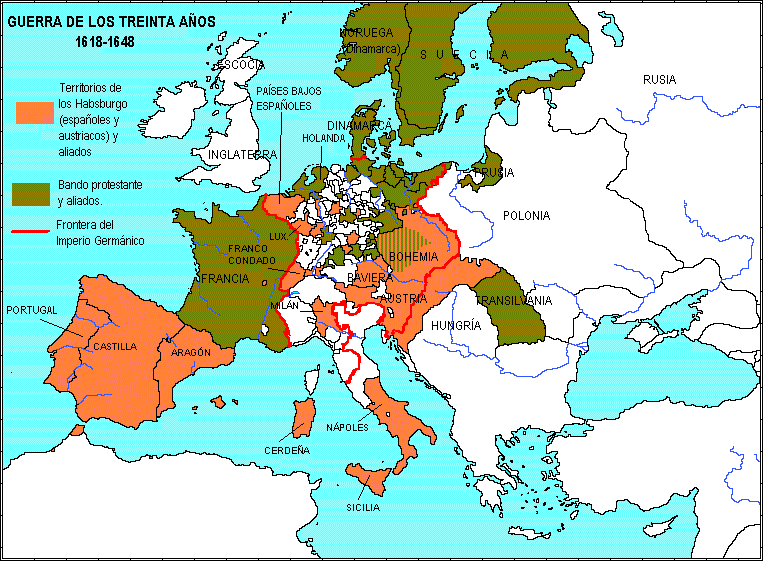 GUERRA DE LOS TREINTA AÑOS
1618-1648
Territorios de
los Habsburgo
(españoles y
austriacos) y
aliados
Bando protestante
y aliados.
Frontera del
Imperio Germánico
NORUEGA
(Dinamarca)
SUECIA
RUSIA
ESCOCIA
PAÍSES BAJOS
ESPAÑOLES
DINAMARCA
HOLANDA
INGLATERRA
PRUSIA
POLONIA
LUX.
FRANCO
CONDADO
BOHEMIA
FRANCIA
BAVIERA
AUSTRIA
TRANSILVANIA
MILÁN
PORTUGAL
HUNGRÍA
CASTILLA
ARAGÓN
NÁPOLES
CERDEÑA
SICILIA